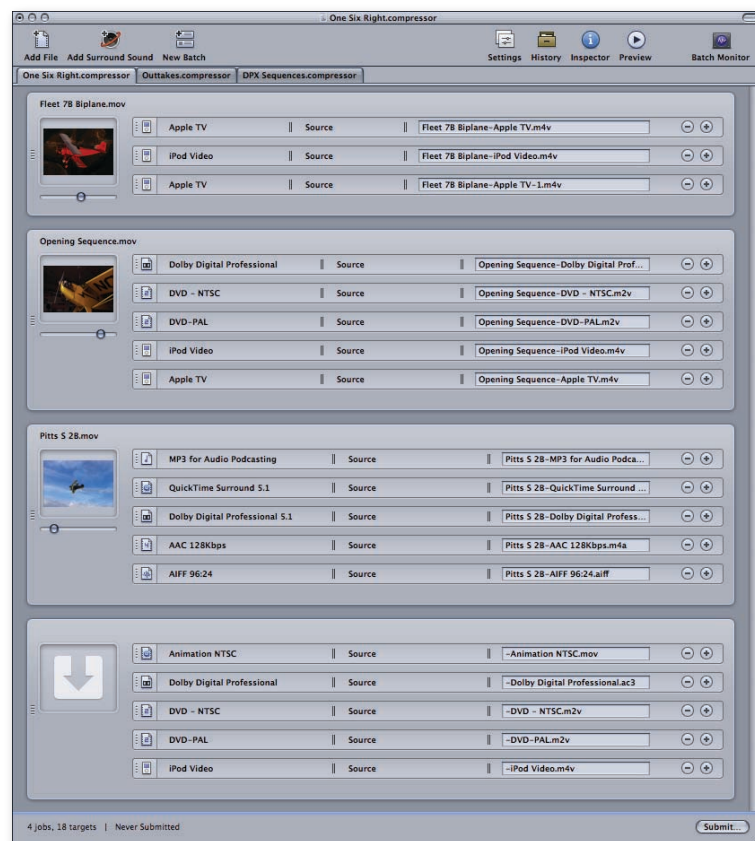 One Six Right.compressor
Add File Add Surround Sound New Batch Settings History Inspector Preview Batch Monitor
One Six Right.compressor Outtakes.compressor DPX Sequences.compressor
Fleet 7B Biplane.mov
Apple TV Source Fleet 7B Biplane-Apple TV.m4v
iPod Video Source Fleet 7B Biplane-iPod Video.m4v
Apple TV Source Fleet 7B Biplane-Apple TV-1.m4v
Opening Sequence.mov
Dolby Digital Professional Source Opening Sequence-Dolby Digital Prof...
DVD - NTSC Source Opening Sequence-DVD - NTSC.m2v
DVD-PAL Source Opening Sequence-DVD-PAL.m2v
iPod Video Source Opening Sequence-iPod Video.m4v
Apple TV Source Opening Sequence-Apple TV.m4v
Pitts S 2B.mov
MP3 for Audio Podcasting Source Pitts S 2B-MP3 for Audio Podca...
QuickTime Surround 5.1 Source Pitts S 2B-QuickTime Surround ...
Dolby Digital Professional 5.1 Source Pitts S 2B-Dolby Digital Profess...
AAC 128Kbps Source Pitts S 2B-AAC 128Kbps.m4a
AIFF 96:24 Source Pitts S 2B-AIFF 96:24.aiff
Animation NTSC Source -Animation NTSC.mov
Dolby Digital Professional Source -Dolby Digital Professional.ac3
DVD - NTSC Source -DVD - NTSC.m2v
DVD-PAL Source -DVD-PAL.m2v
iPod Video Source -iPod Video.m4v
4 jobs, 18 targets | Never Submitted Submit...